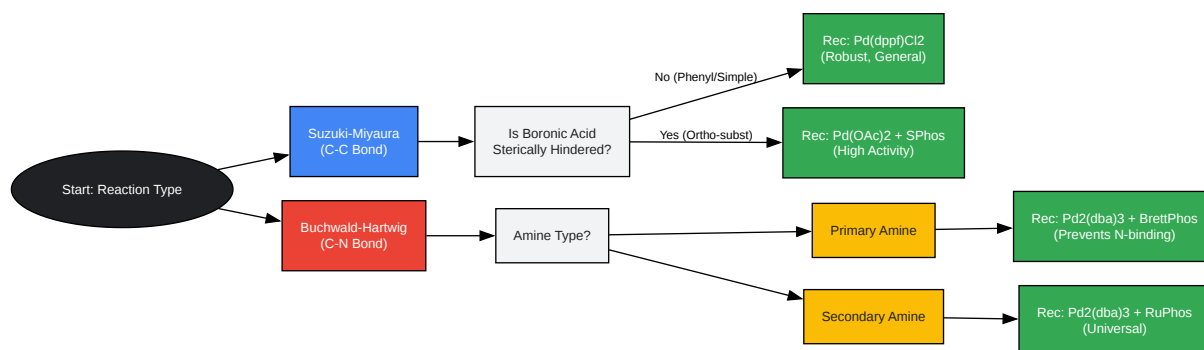 Start: Reaction Type
Suzuki-Miyaura
(C-C Bond)
Is Boronic Acid
Sterically Hindered?
No (Phenyl/Simple)
Rec: Pd(dppf)Cl2
(Robust, General)
Yes (Ortho-subst)
Rec: Pd(OAc)2 + SPhos
(High Activity)
Buchwald-Hartwig
(C-N Bond)
Amine Type?
Primary Amine
Rec: Pd2(dba)3 + BrettPhos
(Prevents N-binding)
Secondary Amine
Rec: Pd2(dba)3 + RuPhos
(Universal)